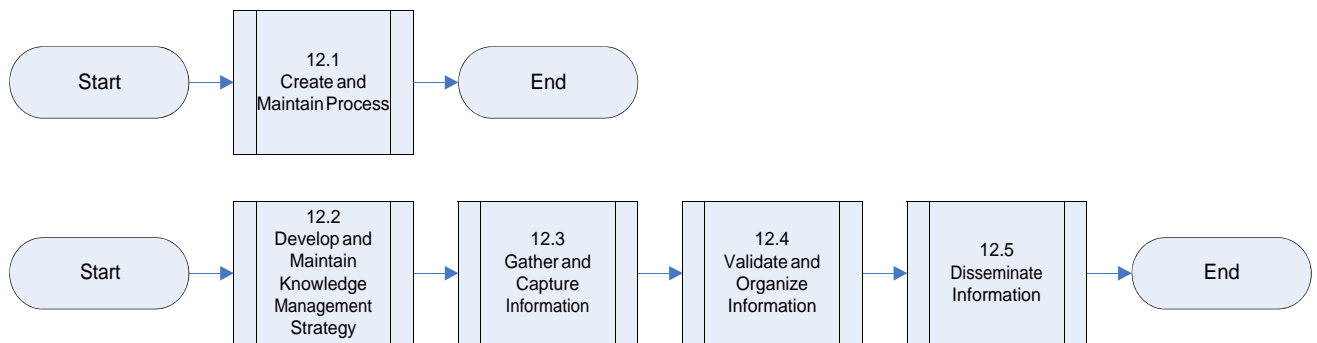 Start
12.1
Create and
Maintain Process
End
Start
12.2
Develop and
Maintain
Knowledge
Management
Strategy
12.3
Gather and
Capture
Information
12.4
Validate and
Organize
Information
12.5
Disseminate
Information
End